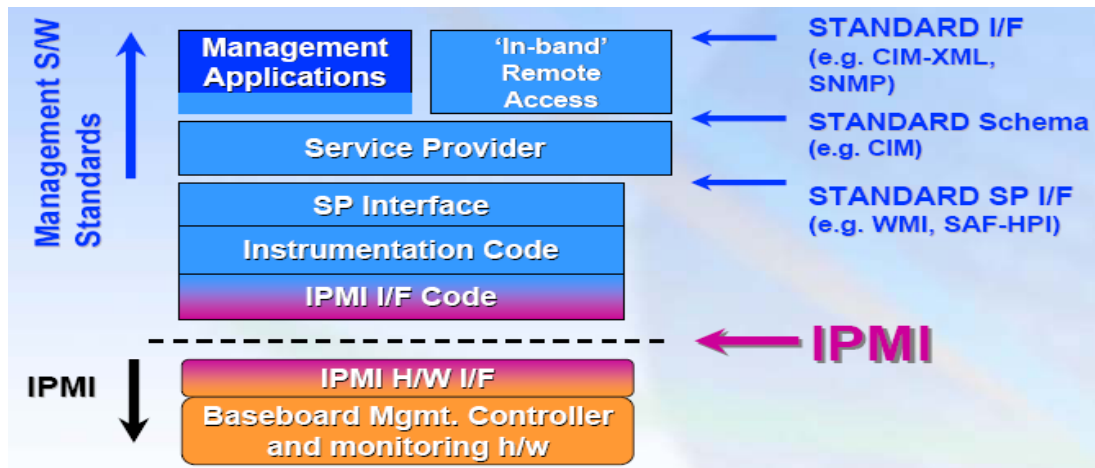 Management S/W
Standards
Management
Applications
‘In-band’
Remote
Access
Service Provider
SP Interface
Instrumentation Code
IPMI I/F Code
STANDARD I/F
(e.g. CIM-XML,
SNMP)
STANDARD Schema
(e.g. CIM)
STANDARD SP I/F
(e.g. WMI, SAF-HPI)
IPMI
IPMI
IPMI H/W I/F
Baseboard Mgmt. Controller
and monitoring h/w